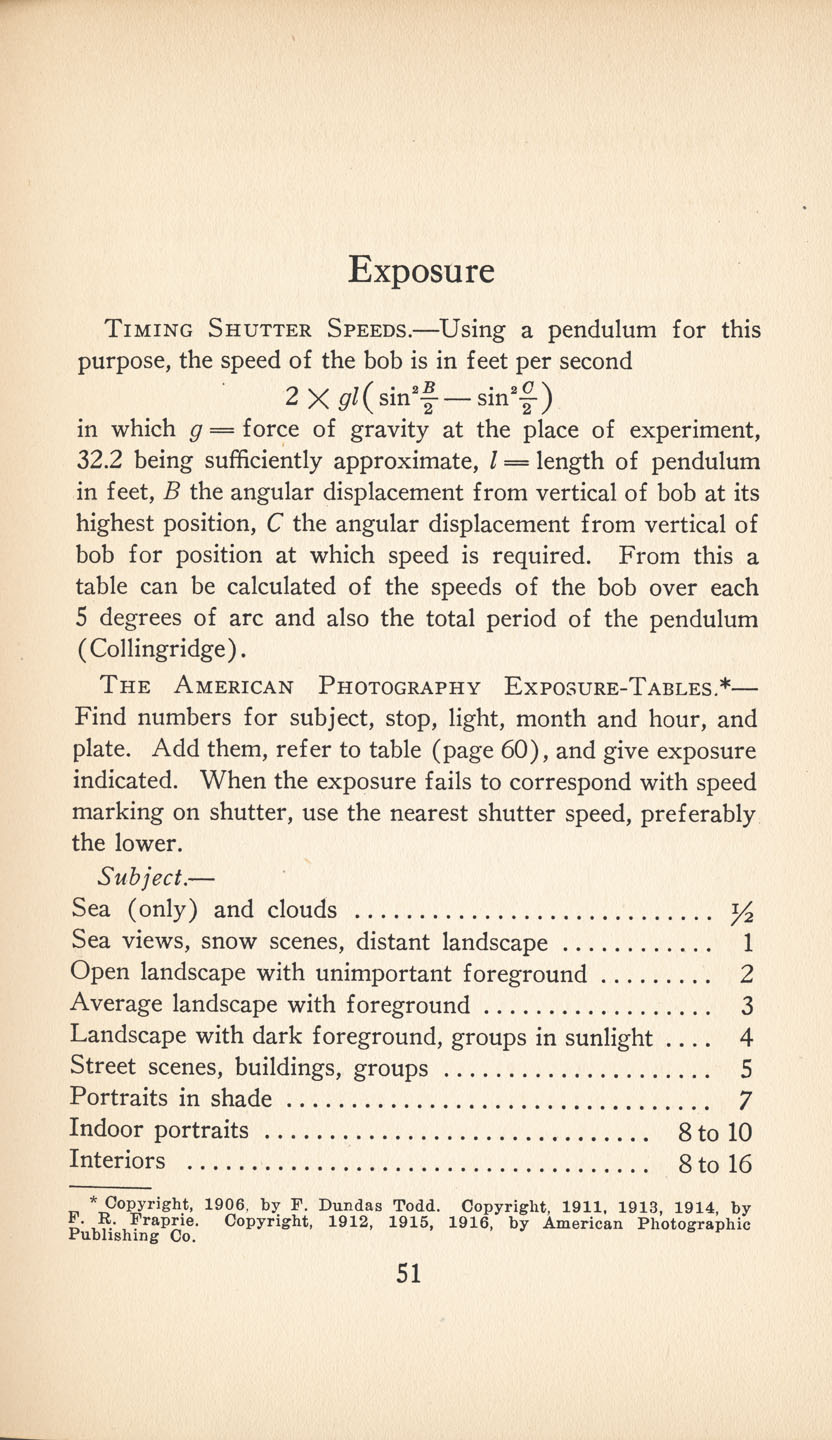 Exposure
TIMING SHUTTER SPEEDS.—Using a pendulum for this
purpose, the speed of the bob is in feet per second
2 × gl( sin² B/2 — sin² C/2 )
in which g = force of gravity at the place of experiment,
32.2 being sufficiently approximate, l = length of pendulum
in feet, B the angular displacement from vertical of bob at its
highest position, C the angular displacement from vertical of
bob for position at which speed is required. From this a
table can be calculated of the speeds of the bob over each
5 degrees of arc and also the total period of the pendulum
(Collingridge).
THE AMERICAN PHOTOGRAPHY EXPOSURE-TABLES.*—
Find numbers for subject, stop, light, month and hour, and
plate. Add them, refer to table (page 60), and give exposure
indicated. When the exposure fails to correspond with speed
marking on shutter, use the nearest shutter speed, preferably
the lower.
Subject.—
Sea (only) and clouds ............................ ½
Sea views, snow scenes, distant landscape ............ 1
Open landscape with unimportant foreground ......... 2
Average landscape with foreground .................. 3
Landscape with dark foreground, groups in sunlight .... 4
Street scenes, buildings, groups ..................... 5
Portraits in shade ................................. 7
Indoor portraits .............................. 8 to 10
Interiors .................................... 8 to 16
* Copyright, 1906, by F. Dundas Todd. Copyright, 1911, 1913, 1914, by
F. R. Fraprie. Copyright, 1912, 1915, 1916, by American Photographic
Publishing Co.
51